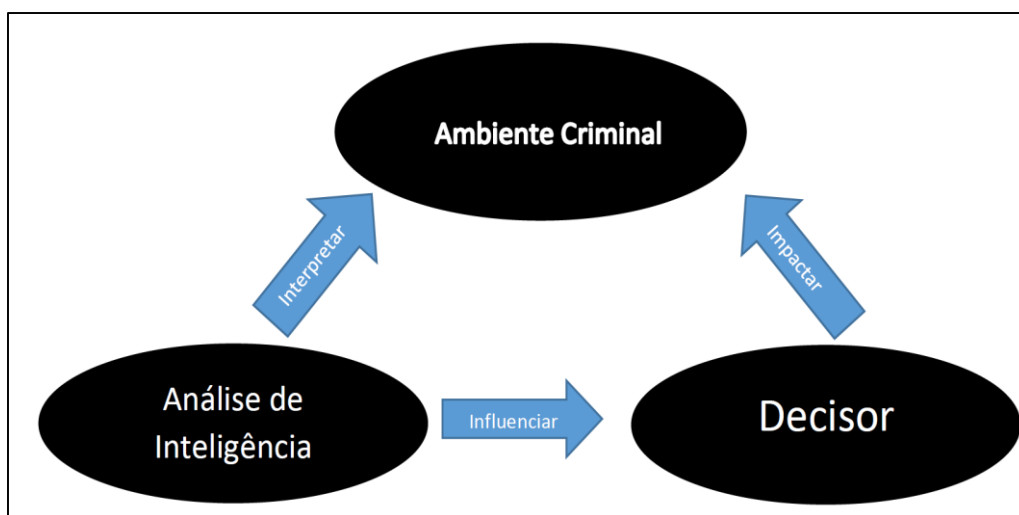 Ambiente Criminal
Interpretar
Impactar
Análise de
Inteligência
Influenciar
Decisor